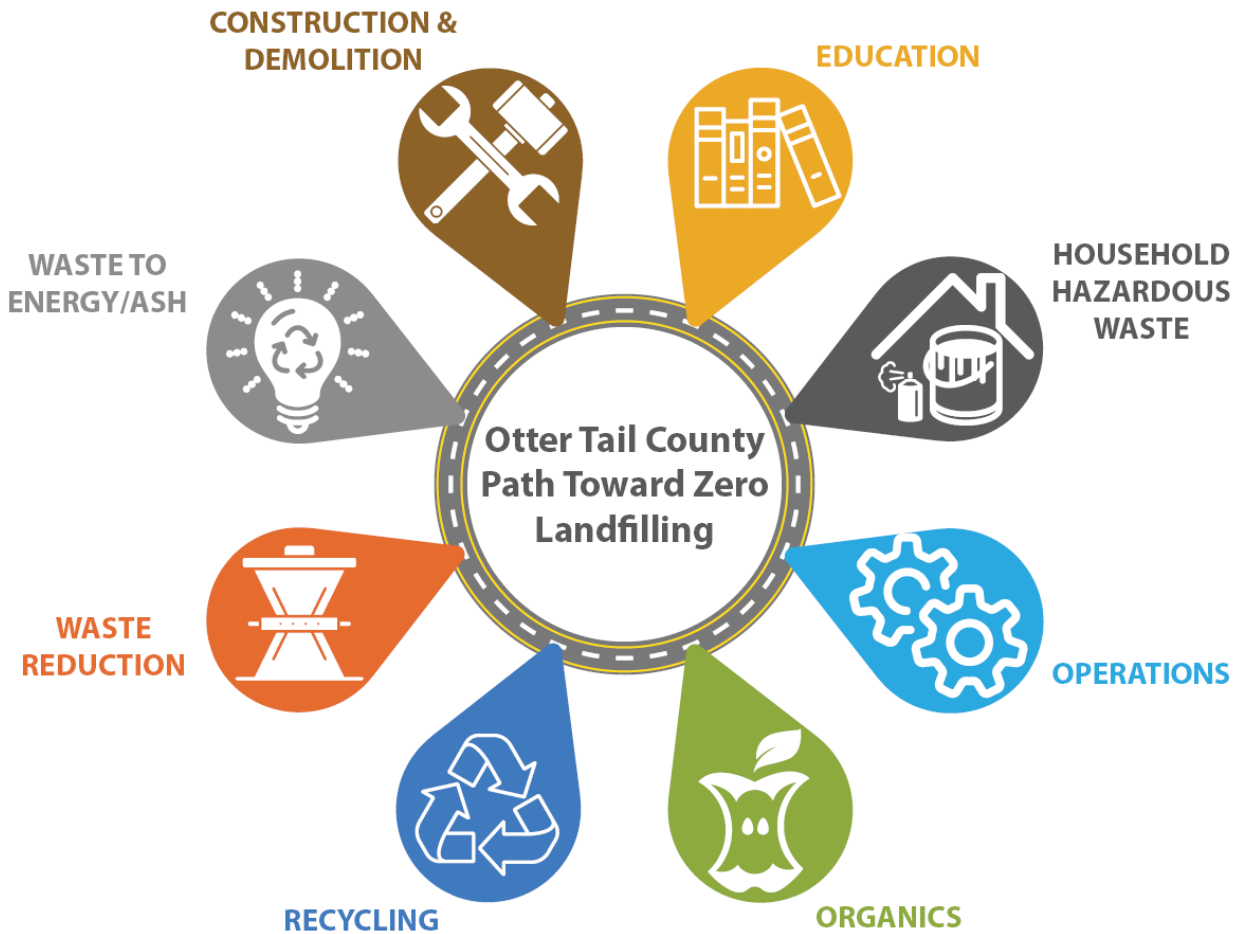 CONSTRUCTION &
DEMOLITION
EDUCATION
WASTE TO
ENERGY/ASH
HOUSEHOLD
HAZARDOUS
WASTE
Otter Tail County
Path Toward Zero
Landfilling
WASTE
REDUCTION
OPERATIONS
RECYCLING
ORGANICS